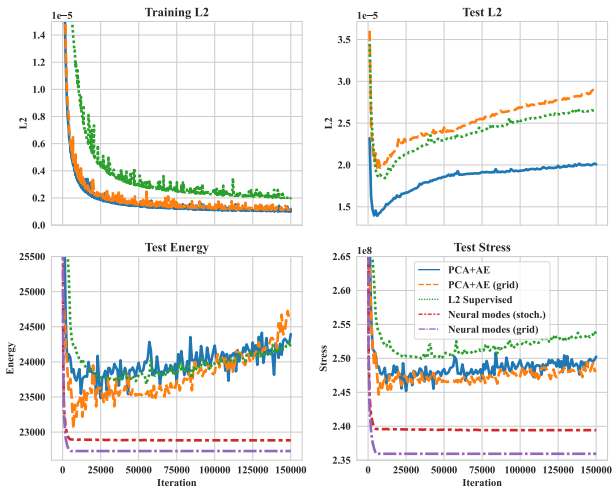 Training L2
1e−5
1.4
1.2
1.0
0.8
0.6
0.4
0.2
0.0
L2
Test L2
1e−5
3.5
3.0
2.5
2.0
1.5
L2
Test Energy
25500
25000
24500
24000
23500
23000
Energy
0 25000 50000 75000 100000 125000 150000
Iteration
Test Stress
1e8
2.65
2.60
2.55
2.50
2.45
2.40
2.35
Stress
PCA+AE
PCA+AE (grid)
L2 Supervised
Neural modes (stoch.)
Neural modes (grid)
0 25000 50000 75000 100000 125000 150000
Iteration